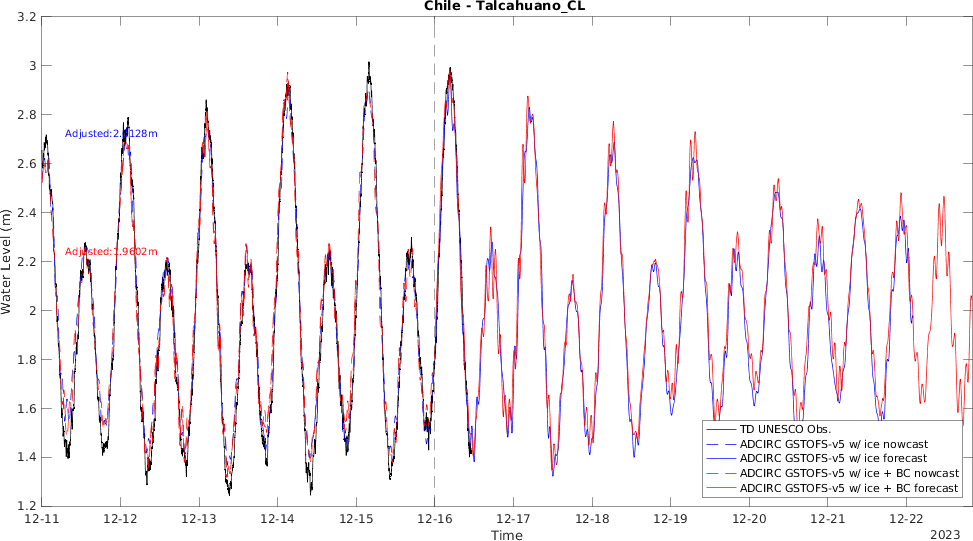 Chile - Talcahuano_CL
3.2
3
2.8
2.6
2.4
2.2
2
1.8
1.6
1.4
1.2
Water Level (m)
Adjusted:2.0128m
Adjusted:1.9602m
TD UNESCO Obs.
ADCIRC GSTOFS-v5 w/ ice nowcast
ADCIRC GSTOFS-v5 w/ ice forecast
ADCIRC GSTOFS-v5 w/ ice + BC nowcast
ADCIRC GSTOFS-v5 w/ ice + BC forecast
12-11 12-12 12-13 12-14 12-15 12-16 12-17 12-18 12-19 12-20 12-21 12-22
Time
2023